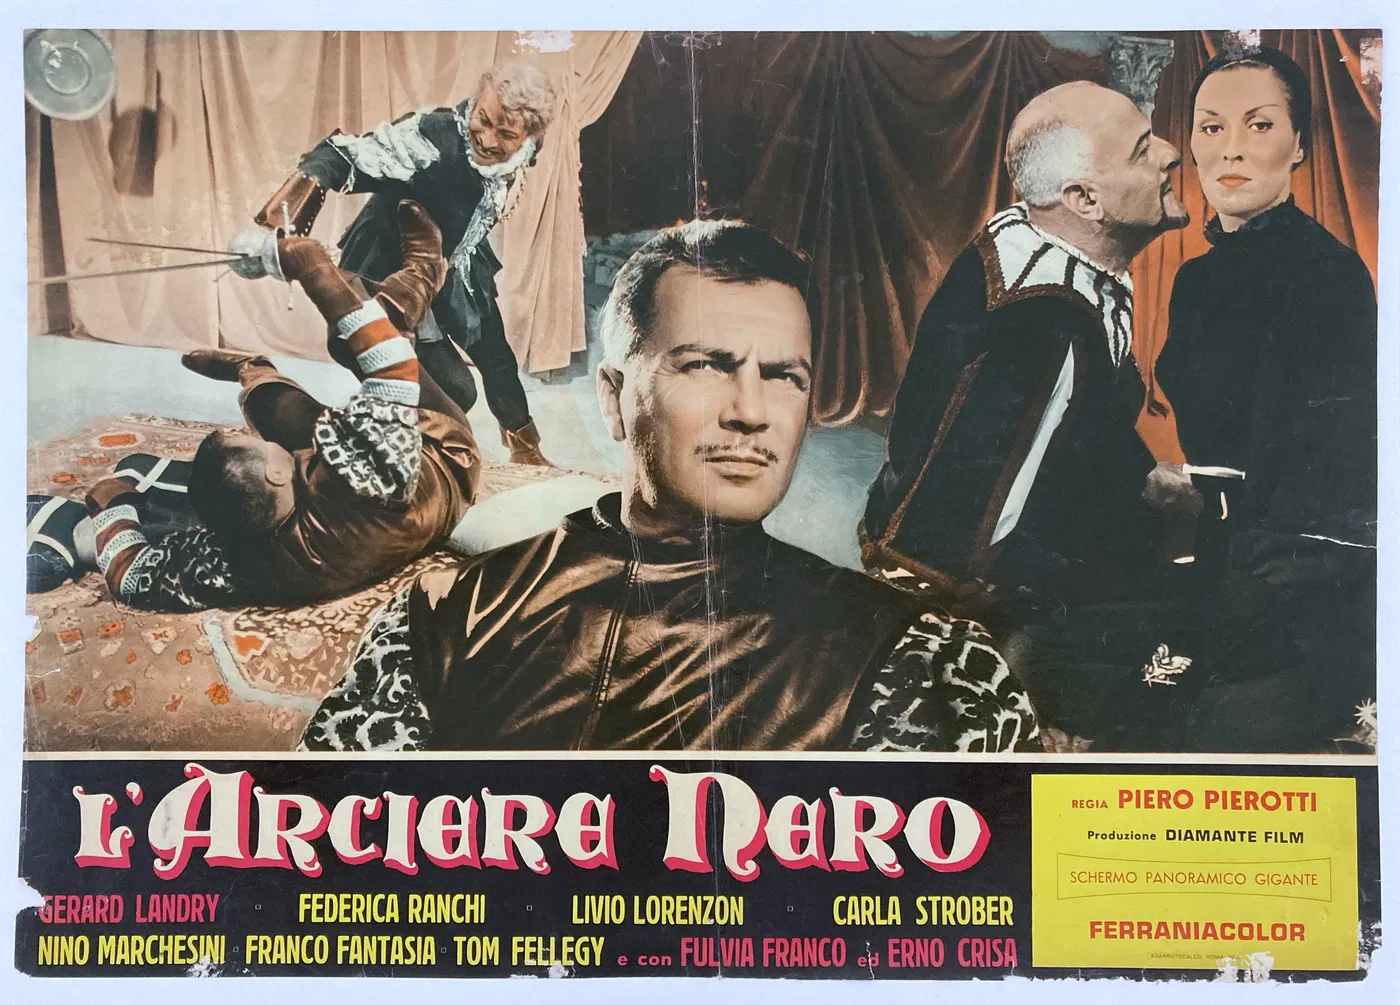 L'ARCIERE NERO
GERARD LANDRY · FEDERICA RANCHI · LIVIO LORENZON · CARLA STROBER
NINO MARCHESINI · FRANCO FANTASIA · TOM FELLEGY e con FULVIA FRANCO ed ERNO CRISA
REGIA PIERO PIEROTTI
Produzione DIAMANTE FILM
SCHERMO PANORAMICO GIGANTE
FERRANIACOLOR
ROMA